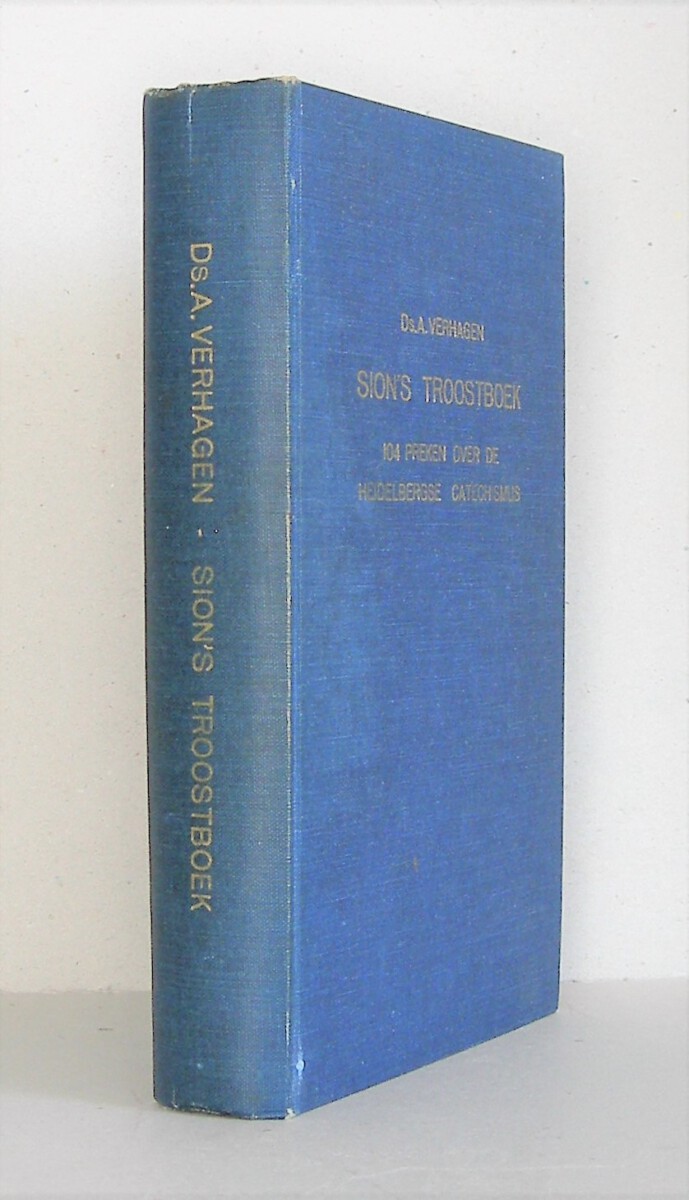 Ds. A. VERHAGEN - SION'S TROOSTBOEK
Ds. A. VERHAGEN
SION'S TROOSTBOEK
104 PREKEN OVER DE
HEIDELBERGSE CATECHISMUS